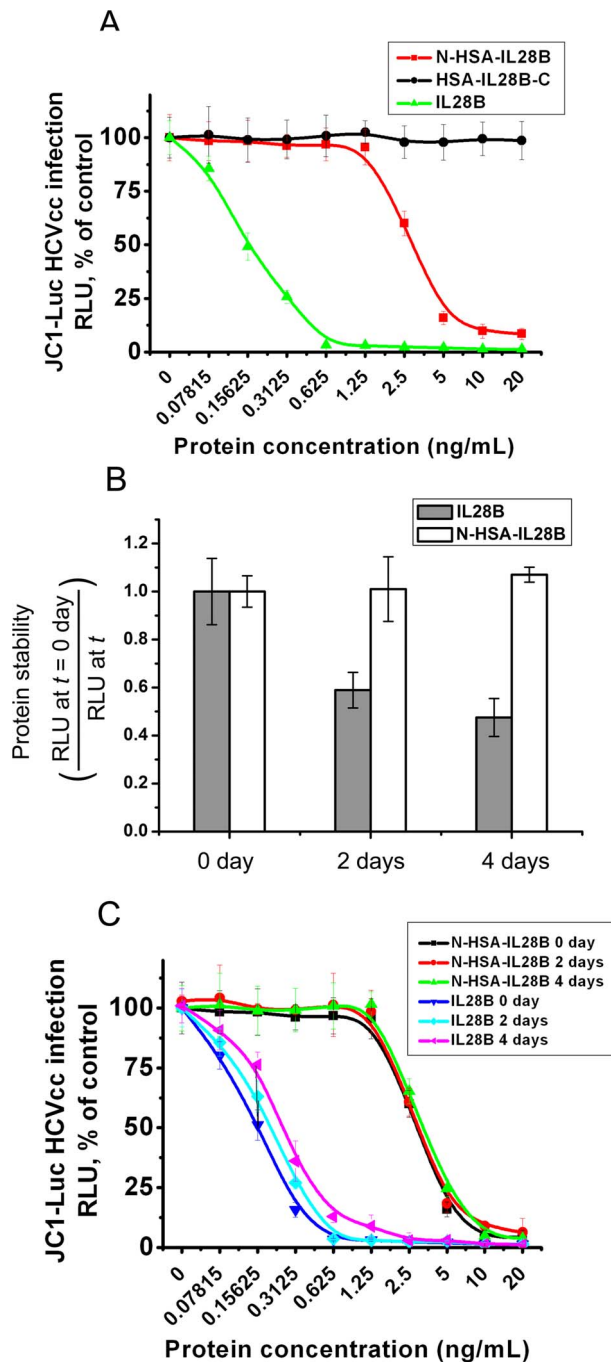 A
N-HSA-IL28B
HSA-IL28B-C
IL28B
JC1-Luc HCVcc infection
RLU, % of control
100
75
50
25
0
0
0.07815
0.15625
0.3125
0.625
1.25
2.5
5
10
20
Protein concentration (ng/mL)
B
IL28B
N-HSA-IL28B
Protein stability
(RLU at t = 0 day
RLU at t)
1.2
1.0
0.8
0.6
0.4
0.2
0.0
0 day
2 days
4 days
C
N-HSA-IL28B 0 day
N-HSA-IL28B 2 days
N-HSA-IL28B 4 days
IL28B 0 day
IL28B 2 days
IL28B 4 days
JC1-Luc HCVcc infection
RLU, % of control
100
75
50
25
0
0
0.07815
0.15625
0.3125
0.625
1.25
2.5
5
10
20
Protein concentration (ng/mL)